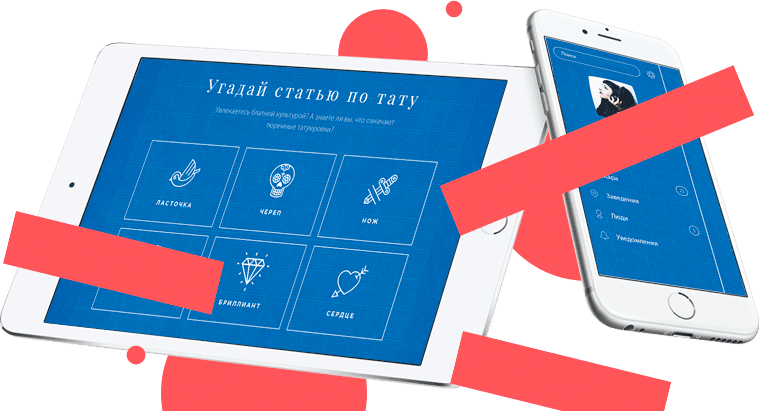 Угадай статью по тату
Увлекаетесь блатной культурой? А знаете ли вы, что означают
тюремные татуировки?
ЛАСТОЧКА
ЧЕРЕП
НОЖ
БРИЛЛИАНТ
СЕРДЦЕ
Поиск
Заведения
Люди
Уведомления